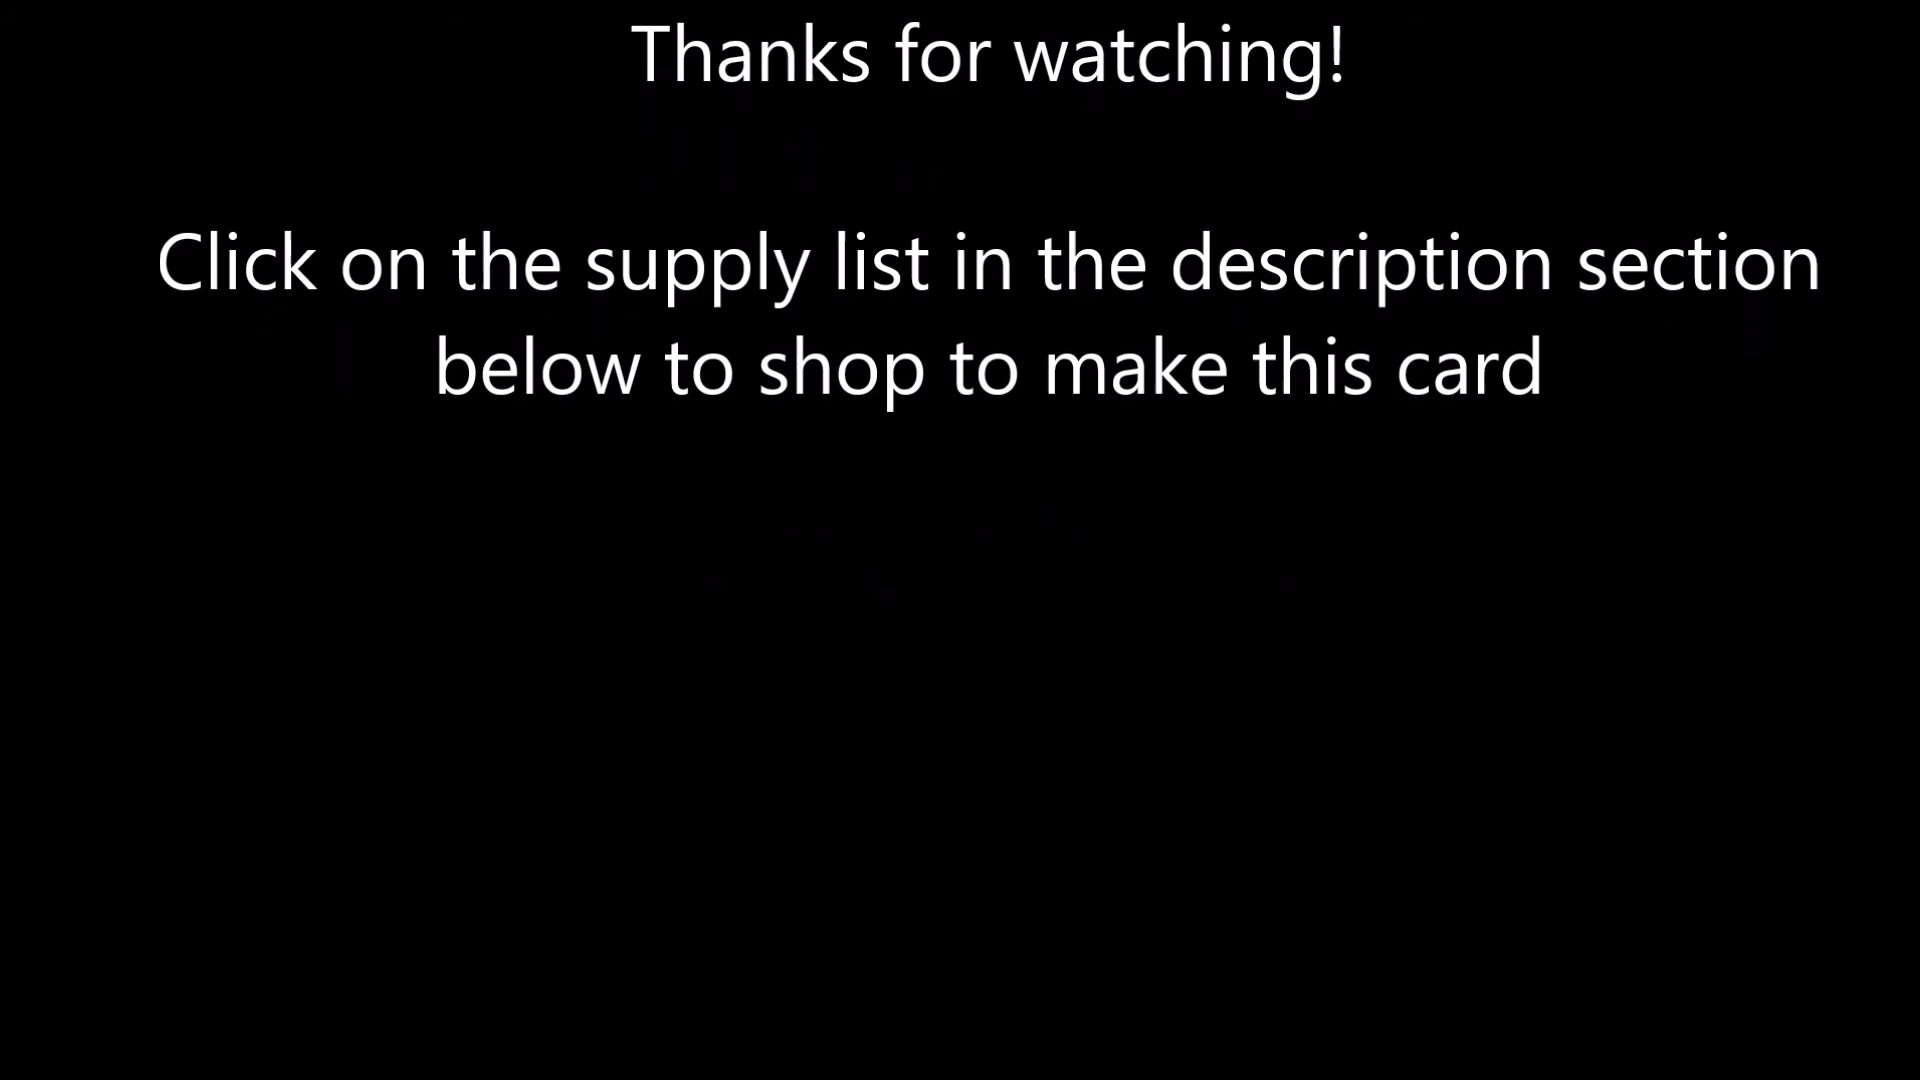 Thanks for watching!
Click on the supply list in the description section
below to shop to make this card